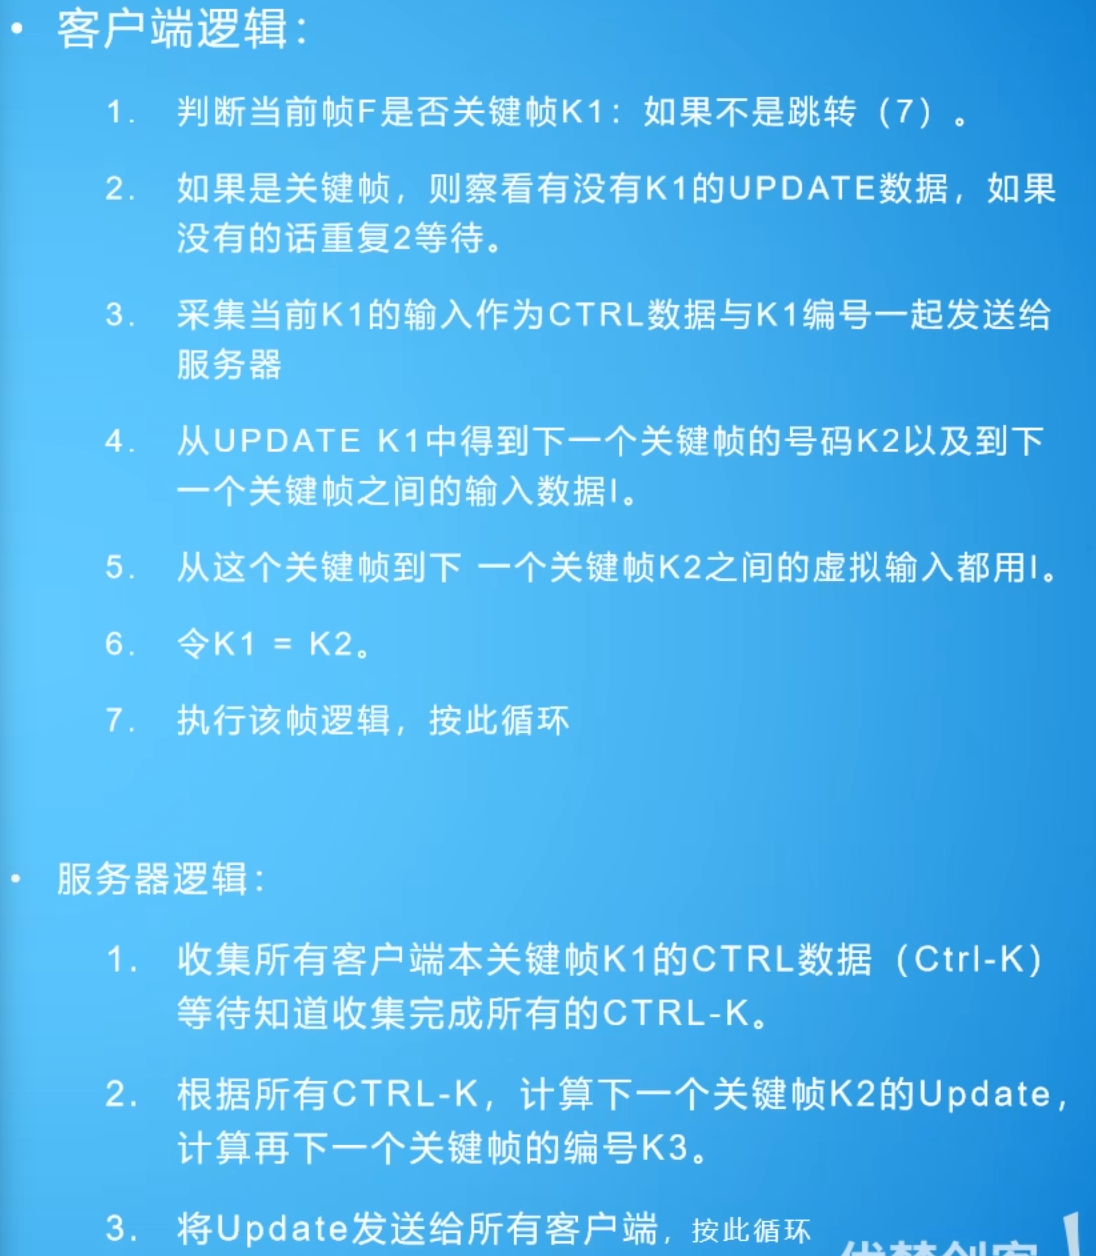 • 客户端逻辑：
1. 判断当前帧F是否关键帧K1：如果不是跳转（7）。
2. 如果是关键帧，则察看有没有K1的UPDATE数据，如果
没有的话重复2等待。
3. 采集当前K1的输入作为CTRL数据与K1编号一起发送给
服务器
4. 从UPDATE K1中得到下一个关键帧的号码K2以及到下
一个关键帧之间的输入数据I。
5. 从这个关键帧到下 一个关键帧K2之间的虚拟输入都用I。
6. 令K1 = K2。
7. 执行该帧逻辑，按此循环
• 服务器逻辑：
1. 收集所有客户端本关键帧K1的CTRL数据（Ctrl-K）
等待知道收集完成所有的CTRL-K。
2. 根据所有CTRL-K，计算下一个关键帧K2的Update，
计算再下一个关键帧的编号K3。
3. 将Update发送给所有客户端，按此循环